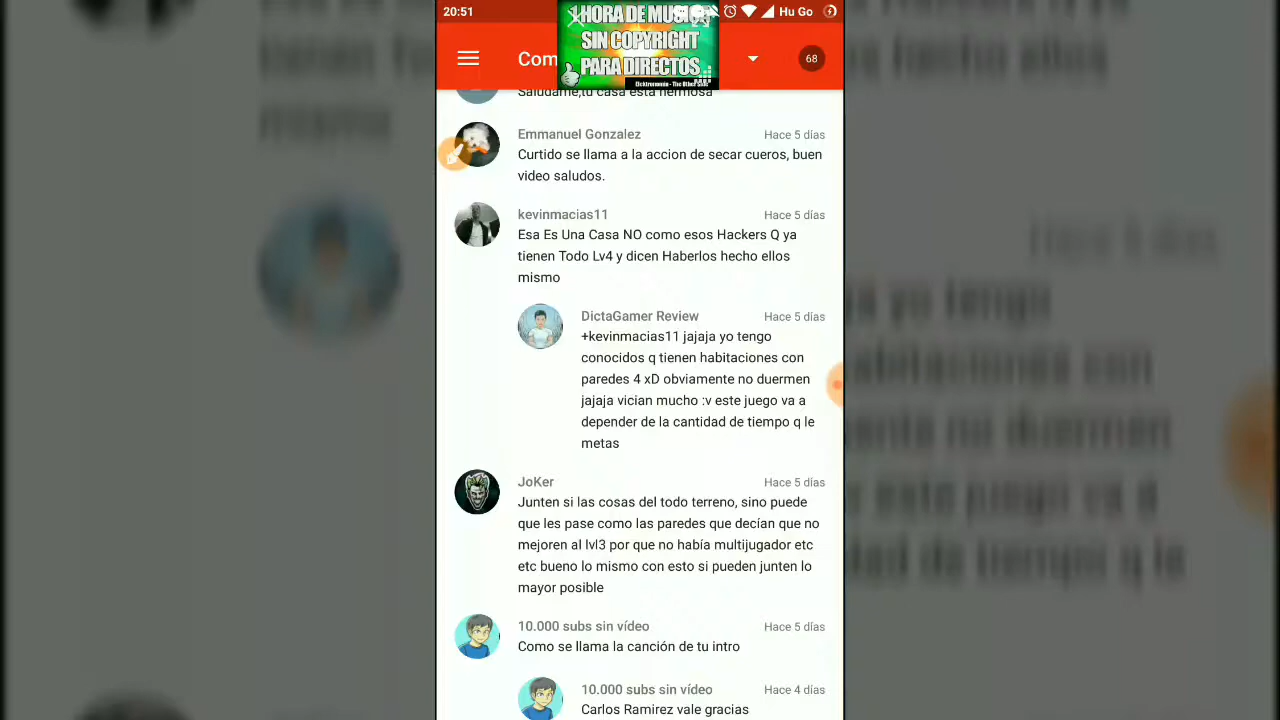 20:51
1 HORA DE MUSICA
SIN COPYRIGHT
PARA DIRECTOS
Elektronomia - The Other Side
Hu Go
Com
68
Saludame,tu casa esta hermosa
Emmanuel Gonzalez
Hace 5 días
Curtido se llama a la accion de secar cueros, buen
video saludos.
kevinmacias11
Hace 5 días
Esa Es Una Casa NO como esos Hackers Q ya
tienen Todo Lv4 y dicen Haberlos hecho ellos
mismo
DictaGamer Review
Hace 5 días
+kevinmacias11 jajaja yo tengo
conocidos q tienen habitaciones con
paredes 4 xD obviamente no duermen
jajaja vician mucho :v este juego va a
depender de la cantidad de tiempo q le
metas
JoKer
Hace 5 días
Junten si las cosas del todo terreno, sino puede
que les pase como las paredes que decían que no
mejoren al lvl3 por que no había multijugador etc
etc bueno lo mismo con esto si pueden junten lo
mayor posible
10.000 subs sin vídeo
Hace 5 días
Como se llama la canción de tu intro
10.000 subs sin vídeo
Hace 4 días
Carlos Ramirez vale gracias